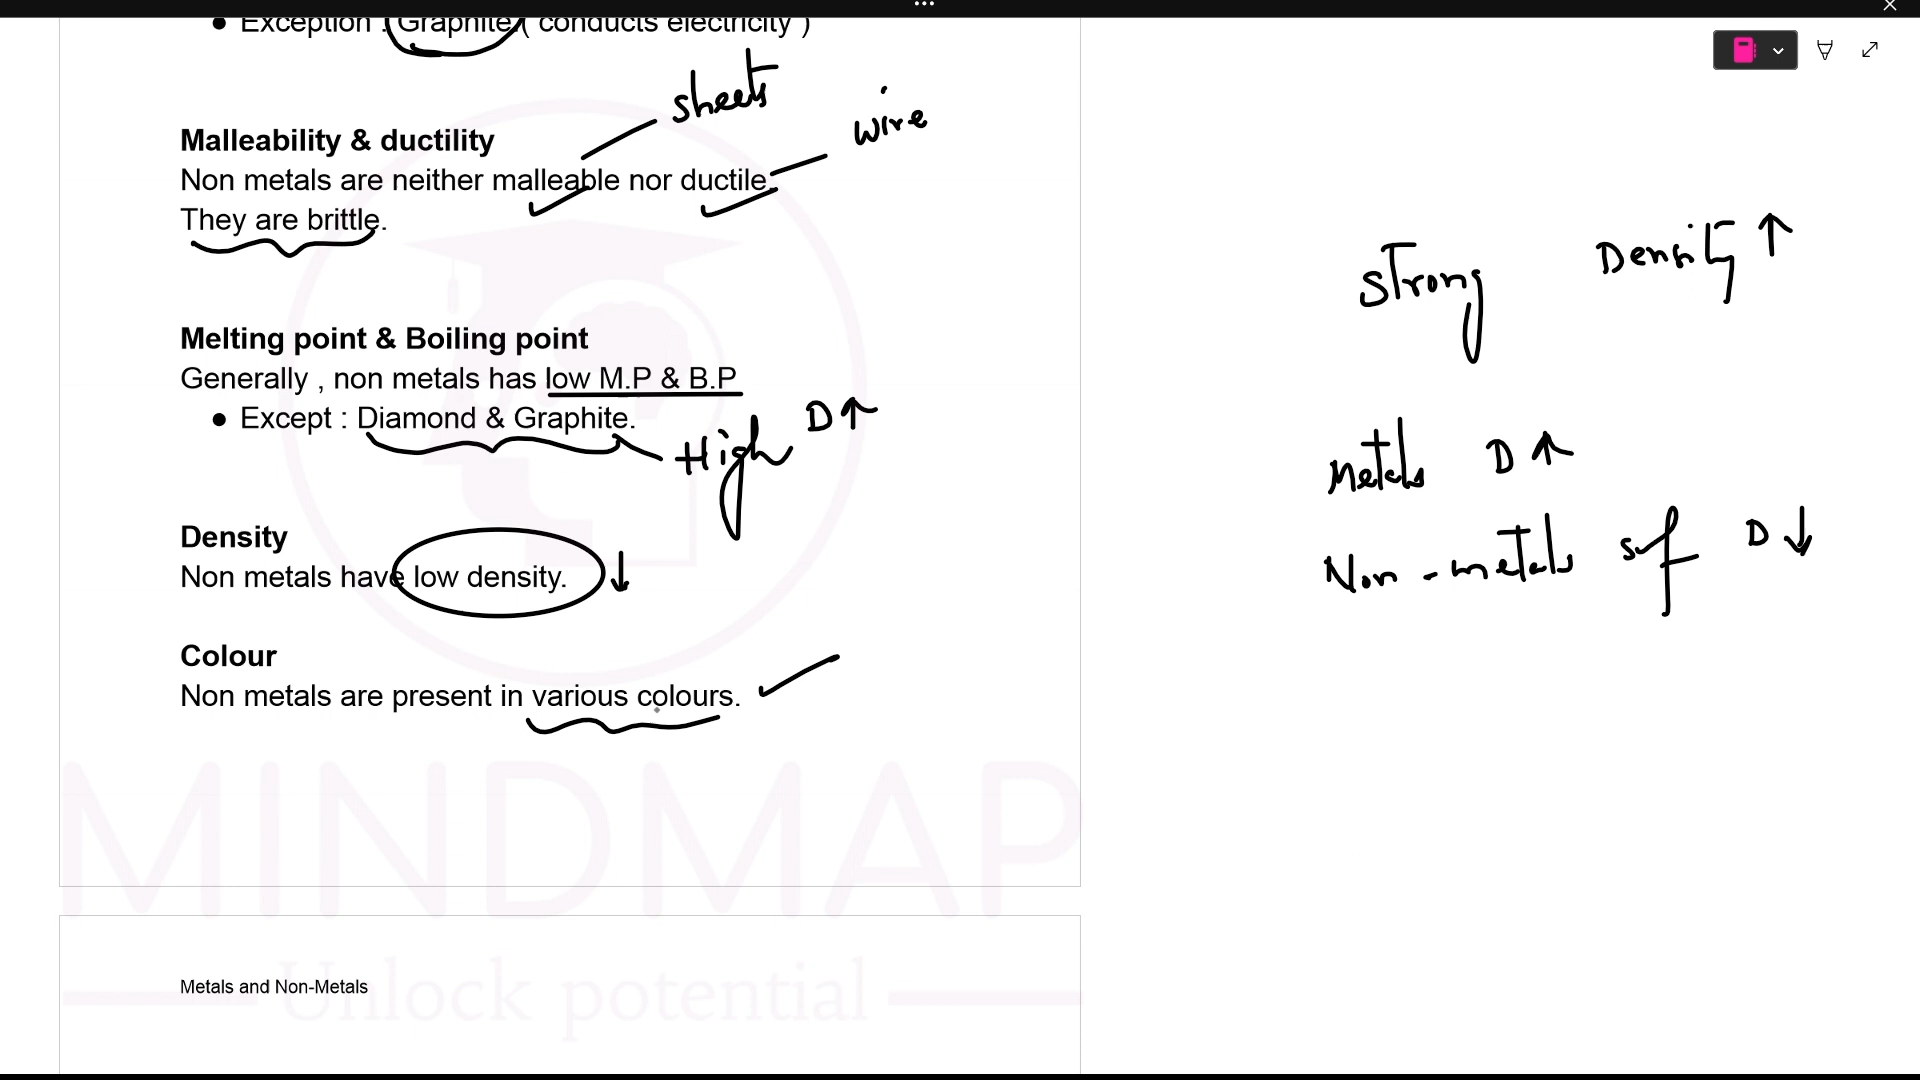 ● Exception : Graphite ( conducts electricity )
sheets
wire
Malleability & ductility
Non metals are neither malleable nor ductile.
They are brittle.
Strong Density ↑
Melting point & Boiling point
Generally , non metals has low M.P & B.P
● Except : Diamond & Graphite.
High D↑
Metals D ↑
Density
Non metals have low density. ↓
Non-metals sf D ↓
Colour
Non metals are present in various colours.
MINDMAP
Metals and Non-Metals
Unlock potential